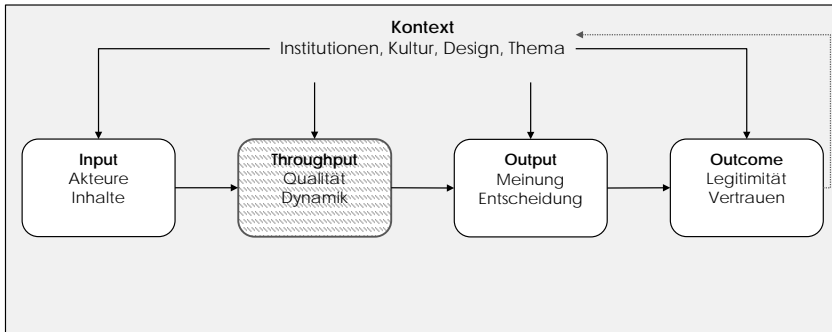 Kontext
Institutionen, Kultur, Design, Thema
Input
Akteure
Inhalte
Throughput
Qualität
Dynamik
Output
Meinung
Entscheidung
Outcome
Legitimität
Vertrauen